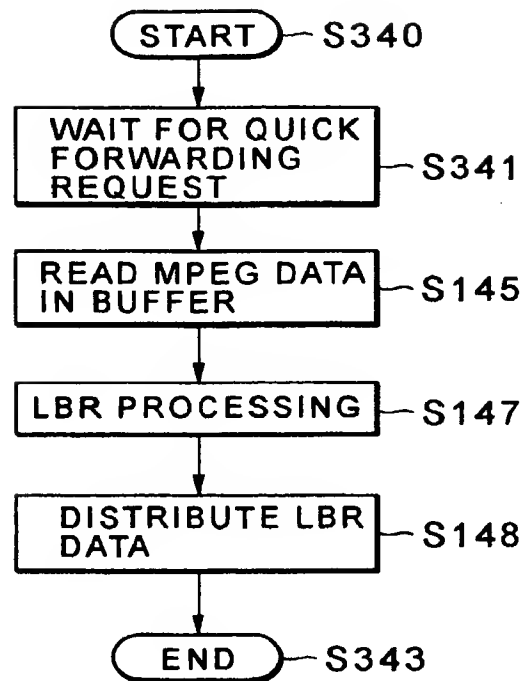 START
S340
WAIT FOR QUICK
FORWARDING
REQUEST
S341
READ MPEG DATA
IN BUFFER
S145
LBR PROCESSING
S147
DISTRIBUTE LBR
DATA
S148
END
S343